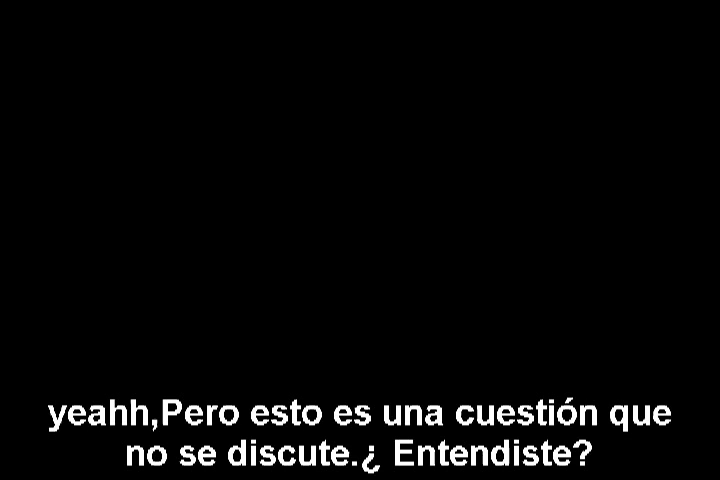 yeahh,Pero esto es una cuestión que
no se discute.¿ Entendiste?